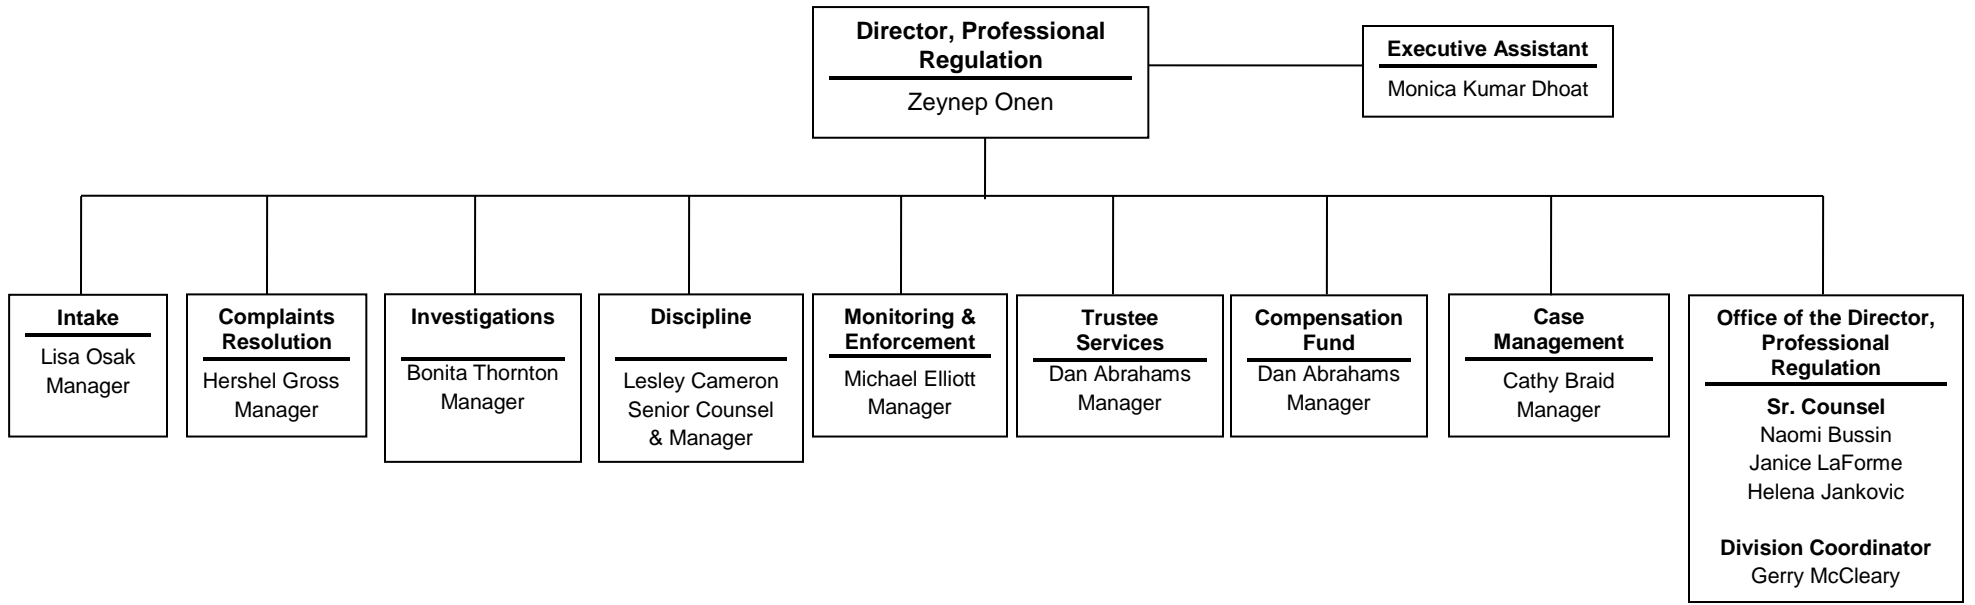 Director, Professional
Regulation
Zeynep Onen
Executive Assistant
Monica Kumar Dhoat
Intake
Lisa Osak
Manager
Complaints
Resolution
Hershel Gross
Manager
Investigations
Bonita Thornton
Manager
Discipline
Lesley Cameron
Senior Counsel
& Manager
Monitoring &
Enforcement
Michael Elliott
Manager
Trustee
Services
Dan Abrahams
Manager
Compensation
Fund
Dan Abrahams
Manager
Case
Management
Cathy Braid
Manager
Office of the Director,
Professional
Regulation
Sr. Counsel
Naomi Bussin
Janice LaForme
Helena Jankovic
Division Coordinator
Gerry McCleary